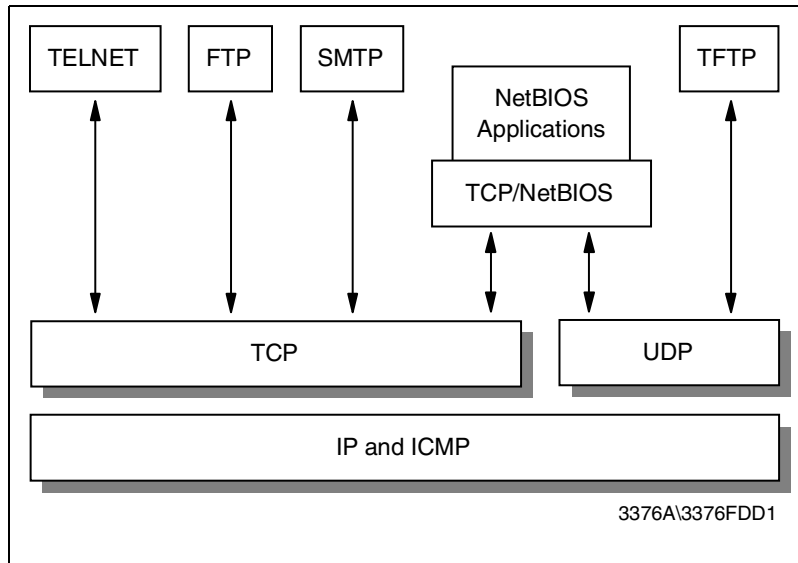 TELNET
FTP
SMTP
TFTP
NetBIOS
Applications
TCP/NetBIOS
TCP
UDP
IP and ICMP
3376A\3376FDD1